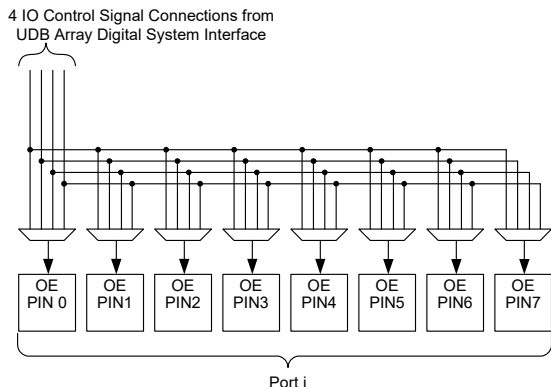 4 IO Control Signal Connections from
UDB Array Digital System Interface
OE OE OE OE OE OE OE OE
PIN 0 PIN1 PIN2 PIN3 PIN4 PIN5 PIN6 PIN7
Port i